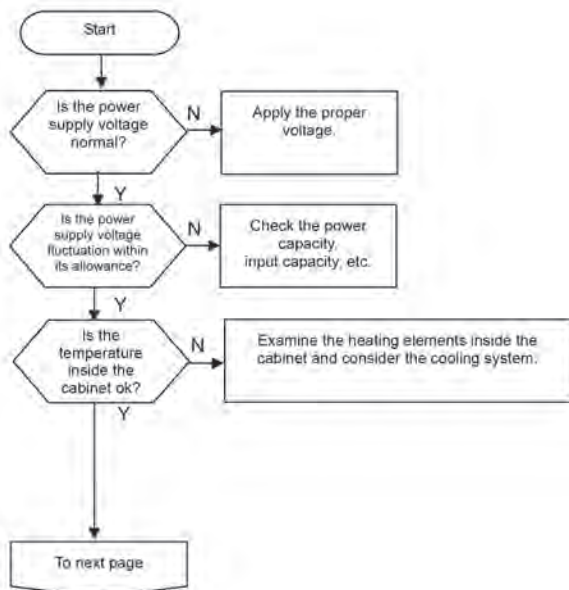 Start
Is the power
supply voltage
normal?
N
Apply the proper
voltage.
Y
Is the power
supply voltage
fluctuation within
its allowance?
N
Check the power
capacity,
input capacity, etc.
Y
Is the
temperature
inside the
cabinet ok?
N
Examine the heating elements inside the
cabinet and consider the cooling system.
Y
To next page